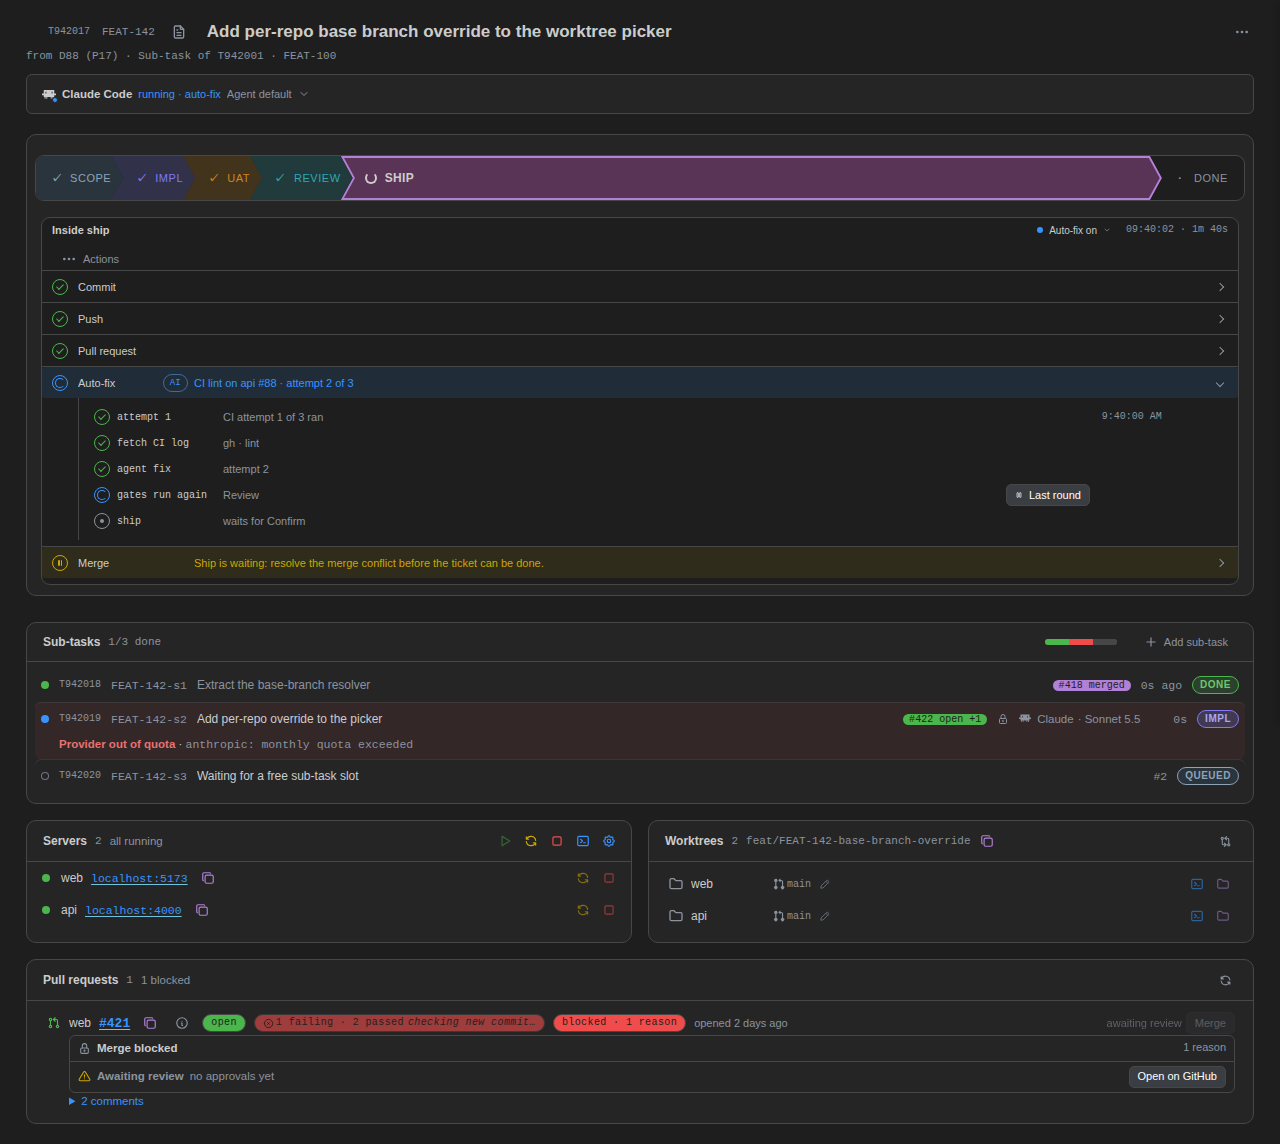 T942017 FEAT-142 Add per-repo base branch override to the worktree picker
from D88 (P17) · Sub-task of T942001 · FEAT-100
Claude Code running · auto-fix Agent default
SCOPE IMPL UAT REVIEW SHIP · DONE
Inside ship Auto-fix on 09:40:02 · 1m 40s
Actions
Commit
Push
Pull request
Auto-fix AI CI lint on api #88 · attempt 2 of 3
attempt 1 CI attempt 1 of 3 ran 9:40:00 AM
fetch CI log gh · lint
agent fix attempt 2
gates run again Review Last round
ship waits for Confirm
Merge Ship is waiting: resolve the merge conflict before the ticket can be done.
Sub-tasks 1/3 done Add sub-task
T942018 FEAT-142-s1 Extract the base-branch resolver #418 merged 0s ago DONE
T942019 FEAT-142-s2 Add per-repo override to the picker #422 open +1 Claude · Sonnet 5.5 0s IMPL
Provider out of quota · anthropic: monthly quota exceeded
T942020 FEAT-142-s3 Waiting for a free sub-task slot #2 QUEUED
Servers 2 all running
web localhost:5173
api localhost:4000
Worktrees 2 feat/FEAT-142-base-branch-override
web main
api main
Pull requests 1 1 blocked
web #421 open 1 failing · 2 passed checking new commit… blocked · 1 reason opened 2 days ago awaiting review Merge
Merge blocked 1 reason
Awaiting review no approvals yet Open on GitHub
2 comments